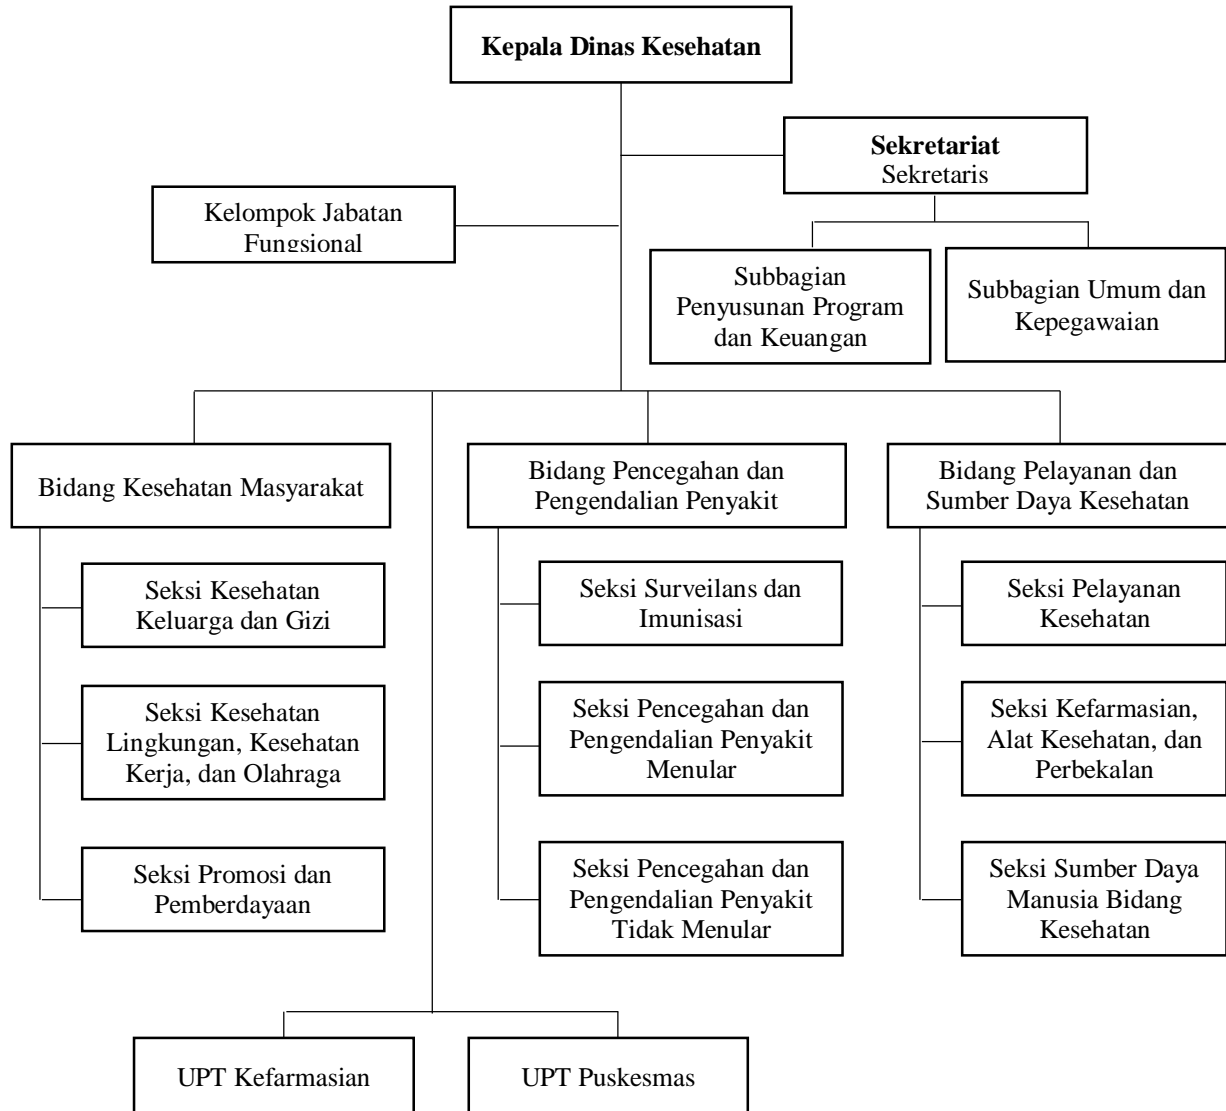 Kepala Dinas Kesehatan
Sekretariat
Sekretaris
Kelompok Jabatan
Fungsional
Subbagian
Penyusunan Program
dan Keuangan
Subbagian Umum dan
Kepegawaian
Bidang Kesehatan Masyarakat
Bidang Pencegahan dan
Pengendalian Penyakit
Bidang Pelayanan dan
Sumber Daya Kesehatan
Seksi Kesehatan
Keluarga dan Gizi
Seksi Surveilans dan
Imunisasi
Seksi Pelayanan
Kesehatan
Seksi Kesehatan
Lingkungan, Kesehatan
Kerja, dan Olahraga
Seksi Pencegahan dan
Pengendalian Penyakit
Menular
Seksi Kefarmasian,
Alat Kesehatan, dan
Perbekalan
Seksi Promosi dan
Pemberdayaan
Seksi Pencegahan dan
Pengendalian Penyakit
Tidak Menular
Seksi Sumber Daya
Manusia Bidang
Kesehatan
UPT Kefarmasian
UPT Puskesmas